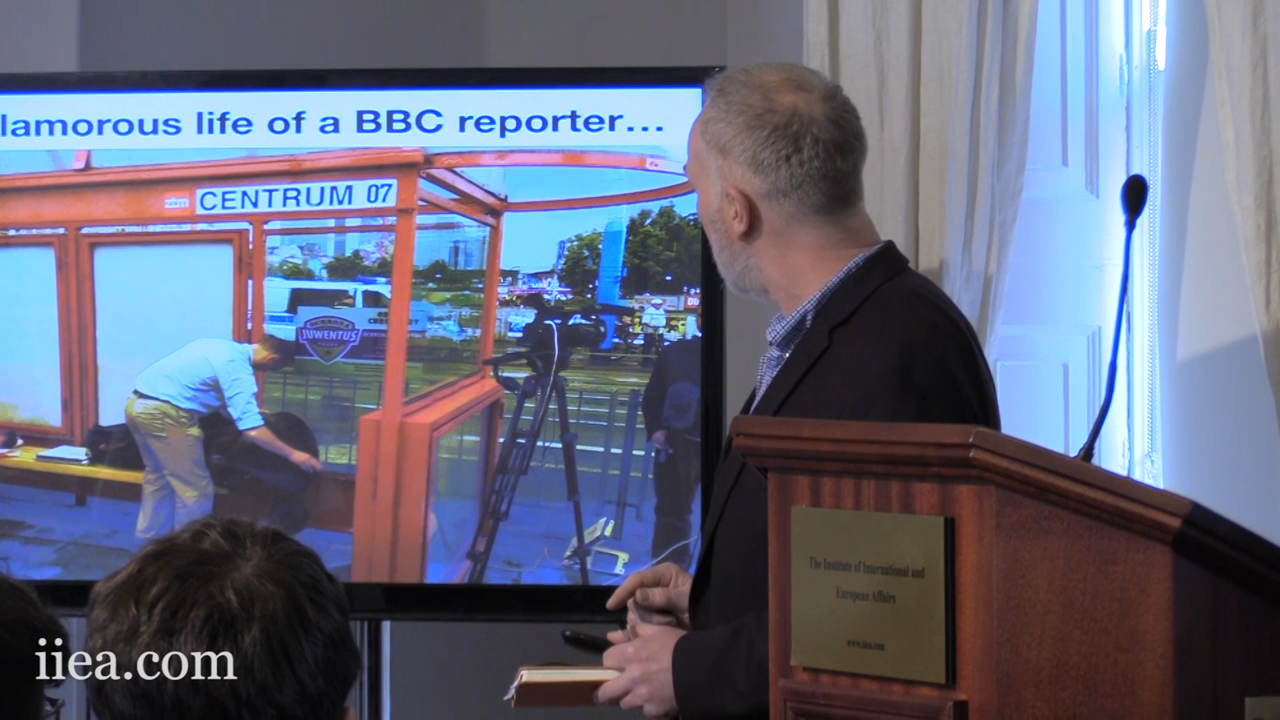 lamorous life of a BBC reporter...
CENTRUM 07
JUWENTUS
The Institute of International and
European Affairs
www.iiea.com
iiea.com